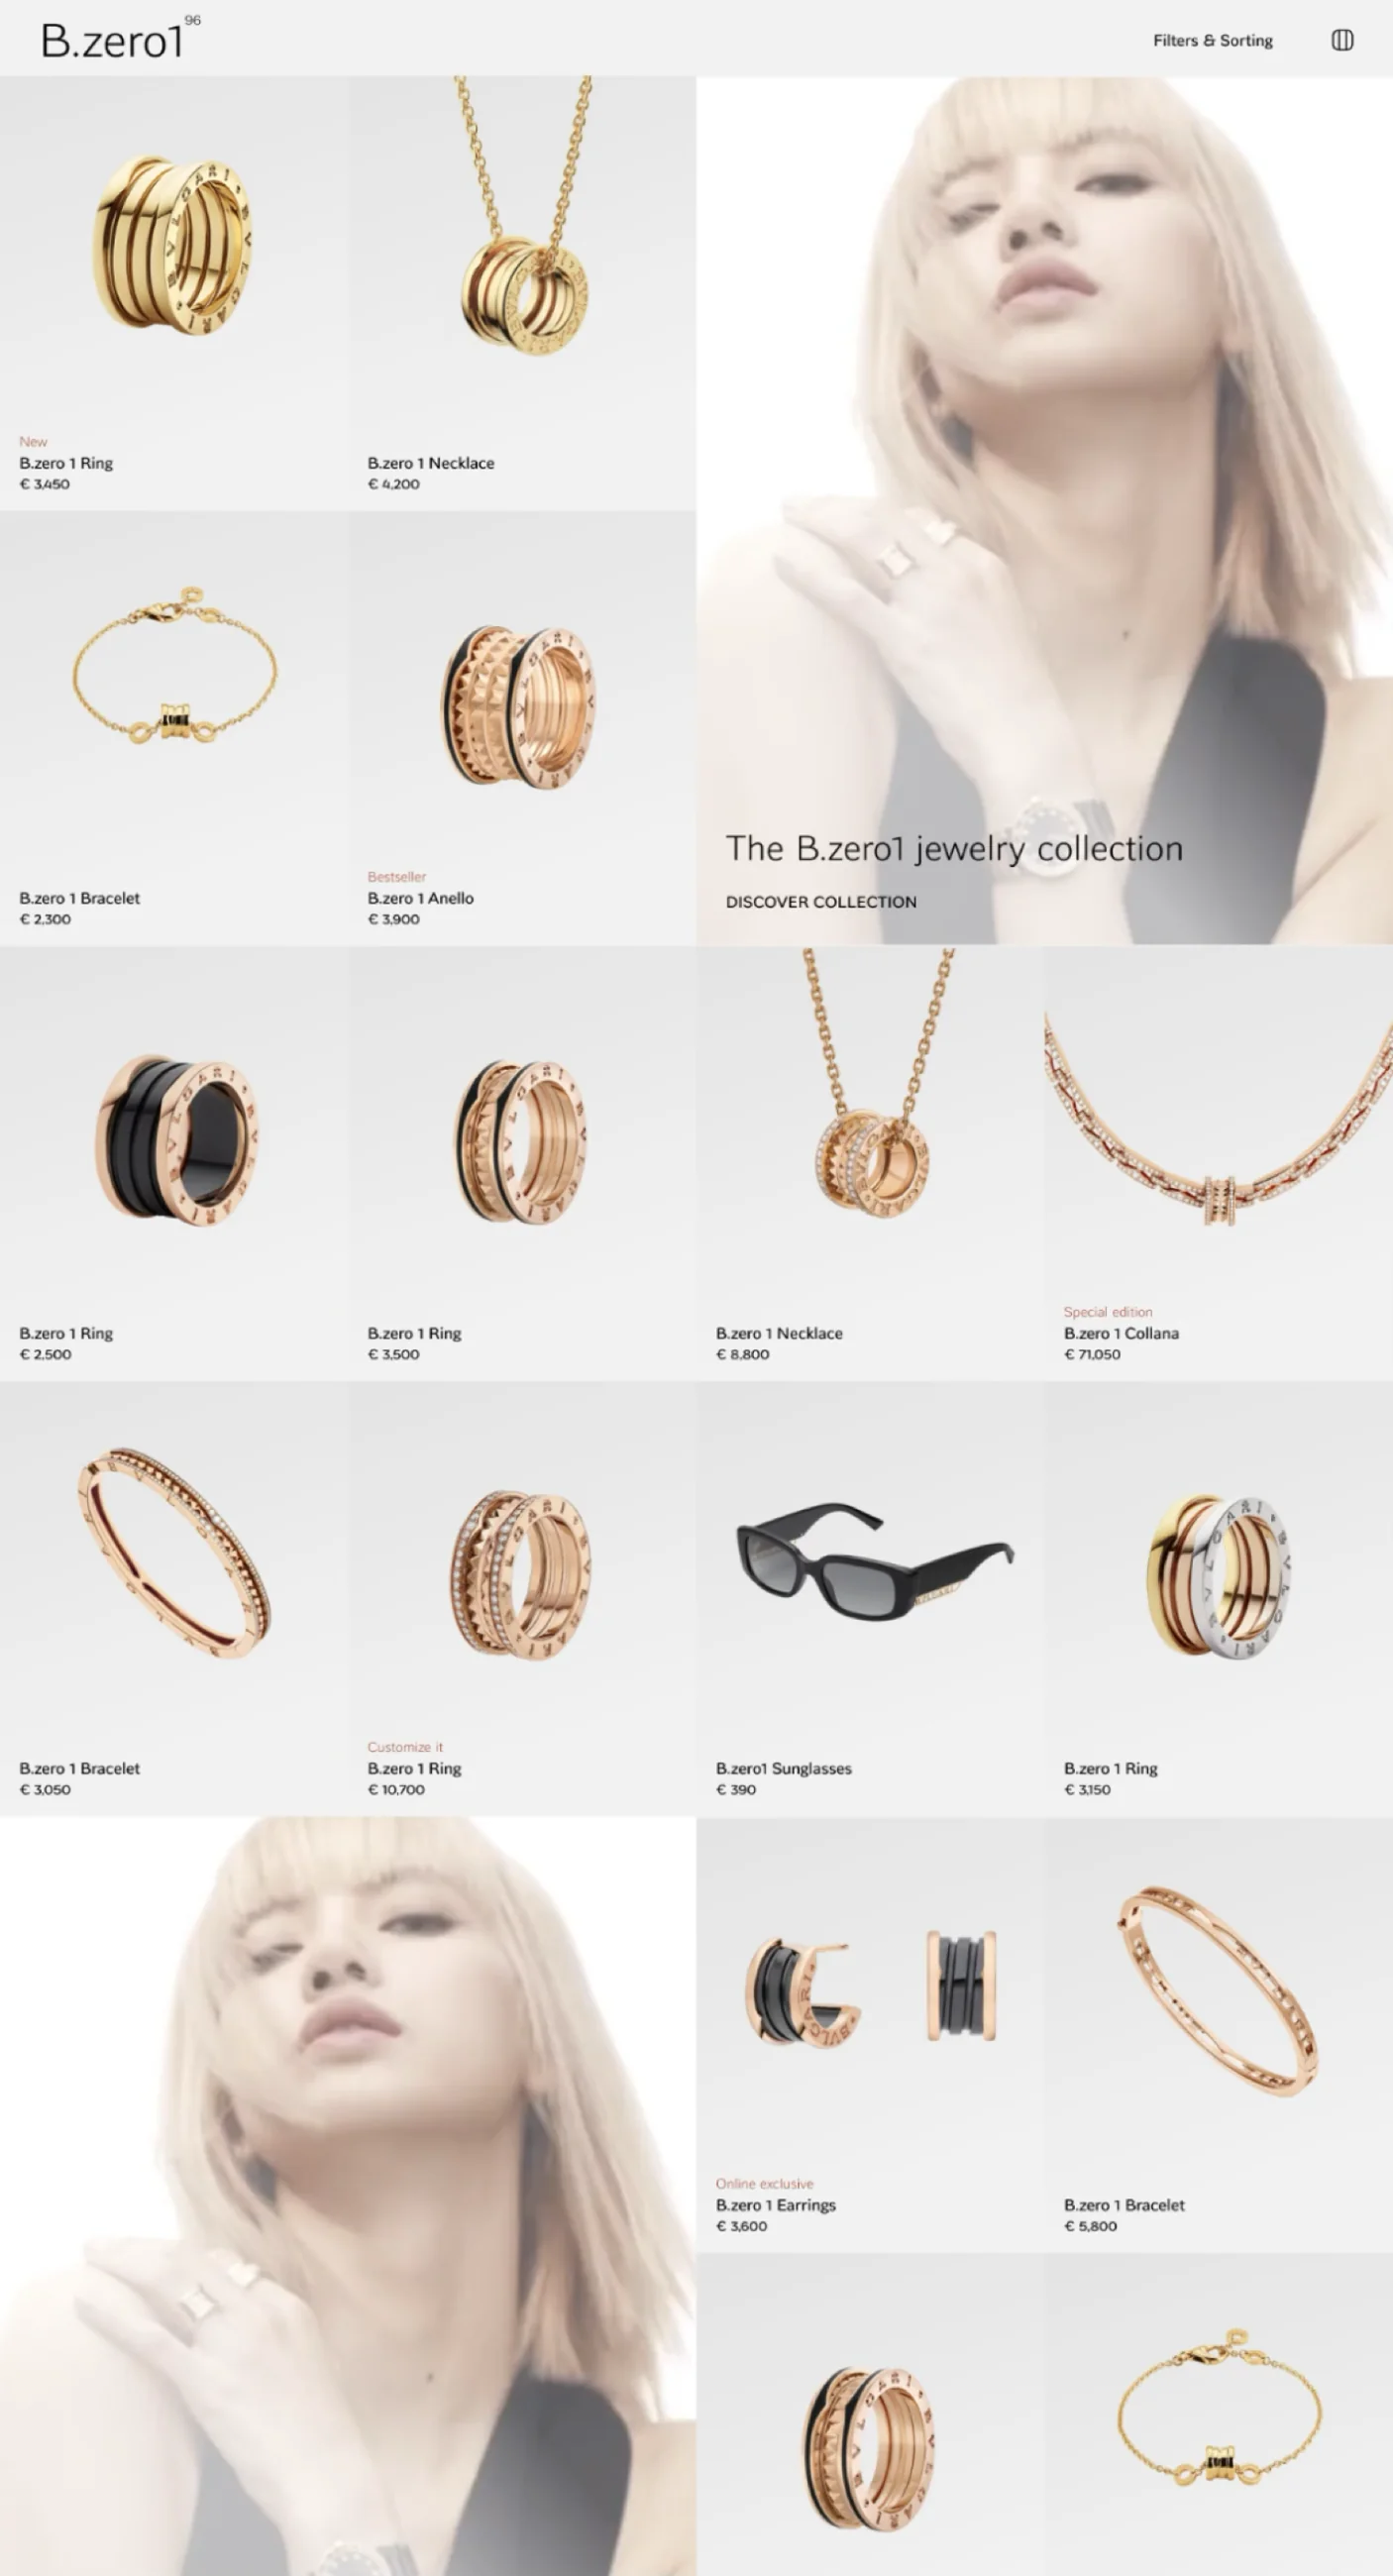 B.zero1 96
Filters & Sorting
New
B.zero 1 Ring
€ 3,450
B.zero 1 Necklace
€ 4,200
The B.zero1 jewelry collection
DISCOVER COLLECTION
B.zero 1 Bracelet
€ 2,300
Bestseller
B.zero 1 Anello
€ 3,900
B.zero 1 Ring
€ 2,500
B.zero 1 Ring
€ 3,500
B.zero 1 Necklace
€ 8,800
Special edition
B.zero 1 Collana
€ 71,050
B.zero 1 Bracelet
€ 3,050
Customize it
B.zero 1 Ring
€ 10,700
B.zero1 Sunglasses
€ 390
B.zero 1 Ring
€ 3,150
Online exclusive
B.zero 1 Earrings
€ 3,600
B.zero 1 Bracelet
€ 5,800